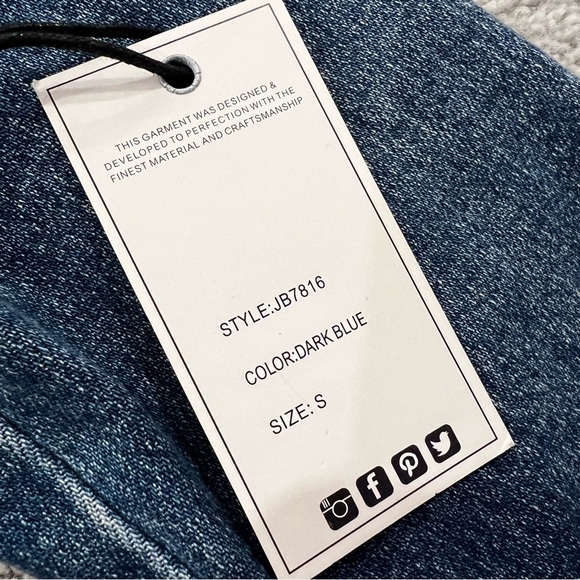 THIS GARMENT WAS DESIGNED &
DEVELOPED TO PERFECTION WITH THE
FINEST MATERIAL AND CRAFTSMANSHIP
STYLE:JB7816
COLOR:DARK BLUE
SIZE: S